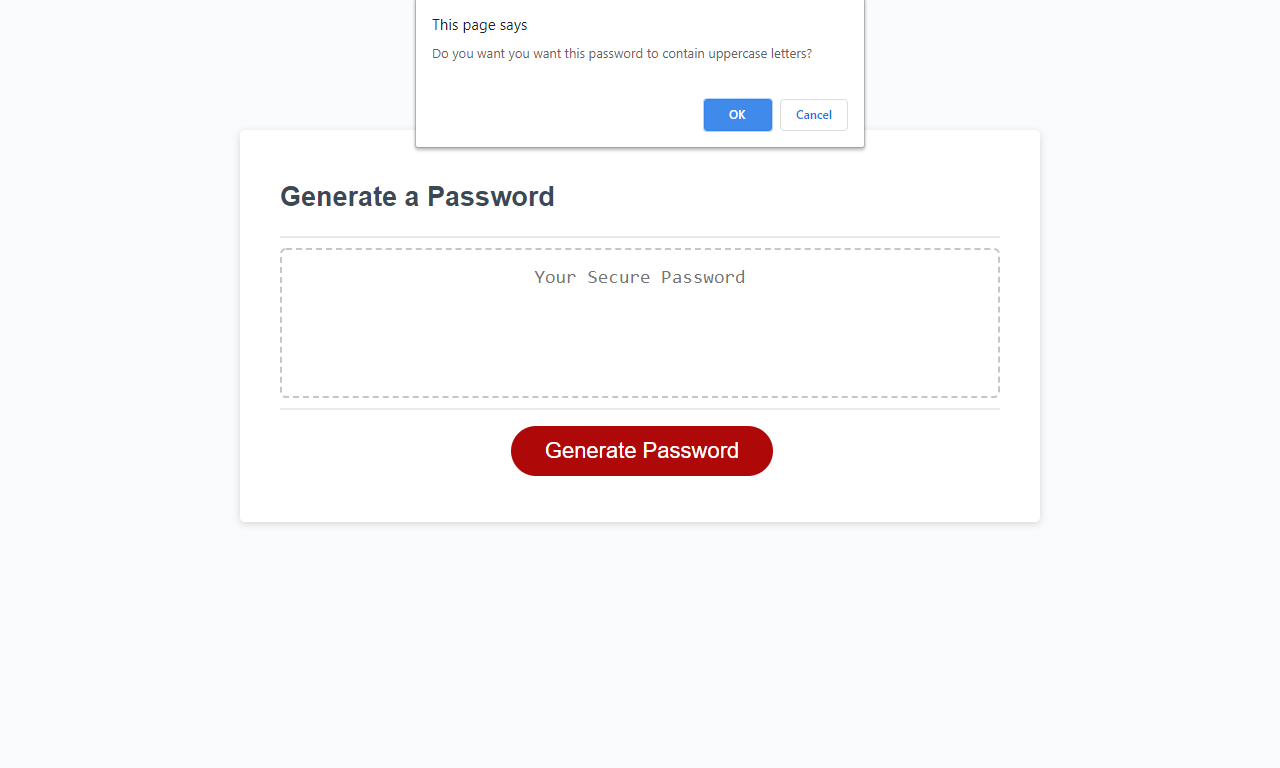 This page says
Do you want you want this password to contain uppercase letters?
OK Cancel
Generate a Password
Your Secure Password
Generate Password